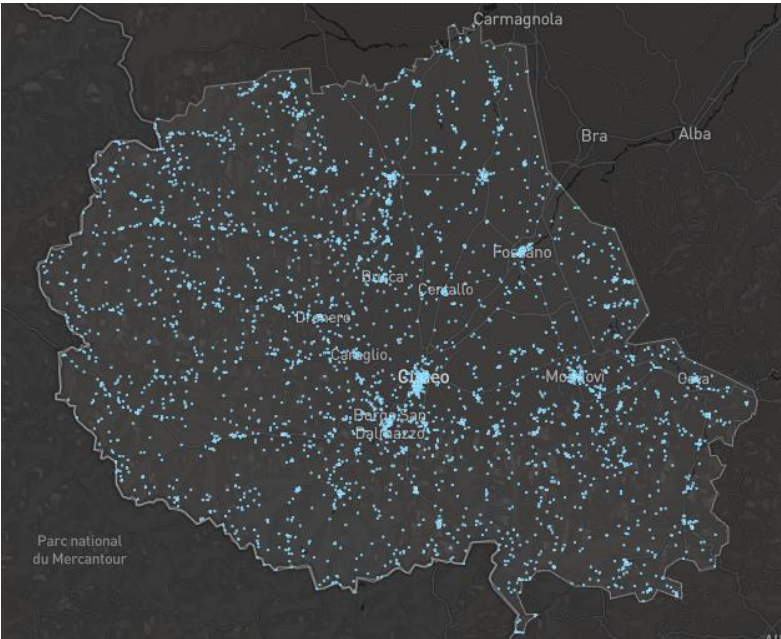 Carmagnola
Bra
Alba
Fossano
Busca
Centallo
Dronero
Caraglio
Cuneo
Mondovì
Ceva
Borgo San
Dalmazzo
Parc national
du Mercantour